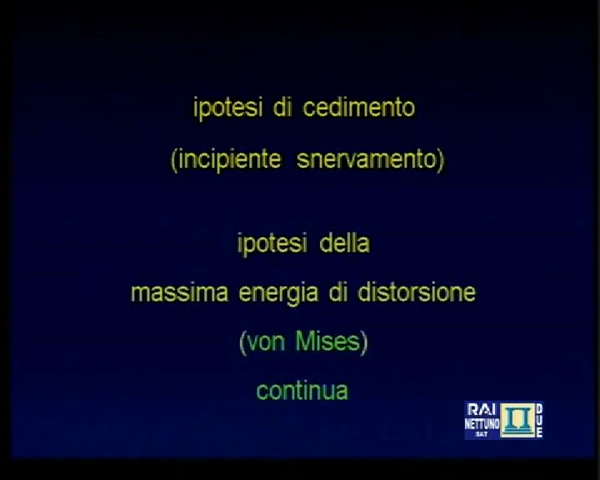 ipotesi di cedimento
(incipiente snervamento)
ipotesi della
massima energia di distorsione
(von Mises)
continua
RAI
NETTUNO
SAT
DUE